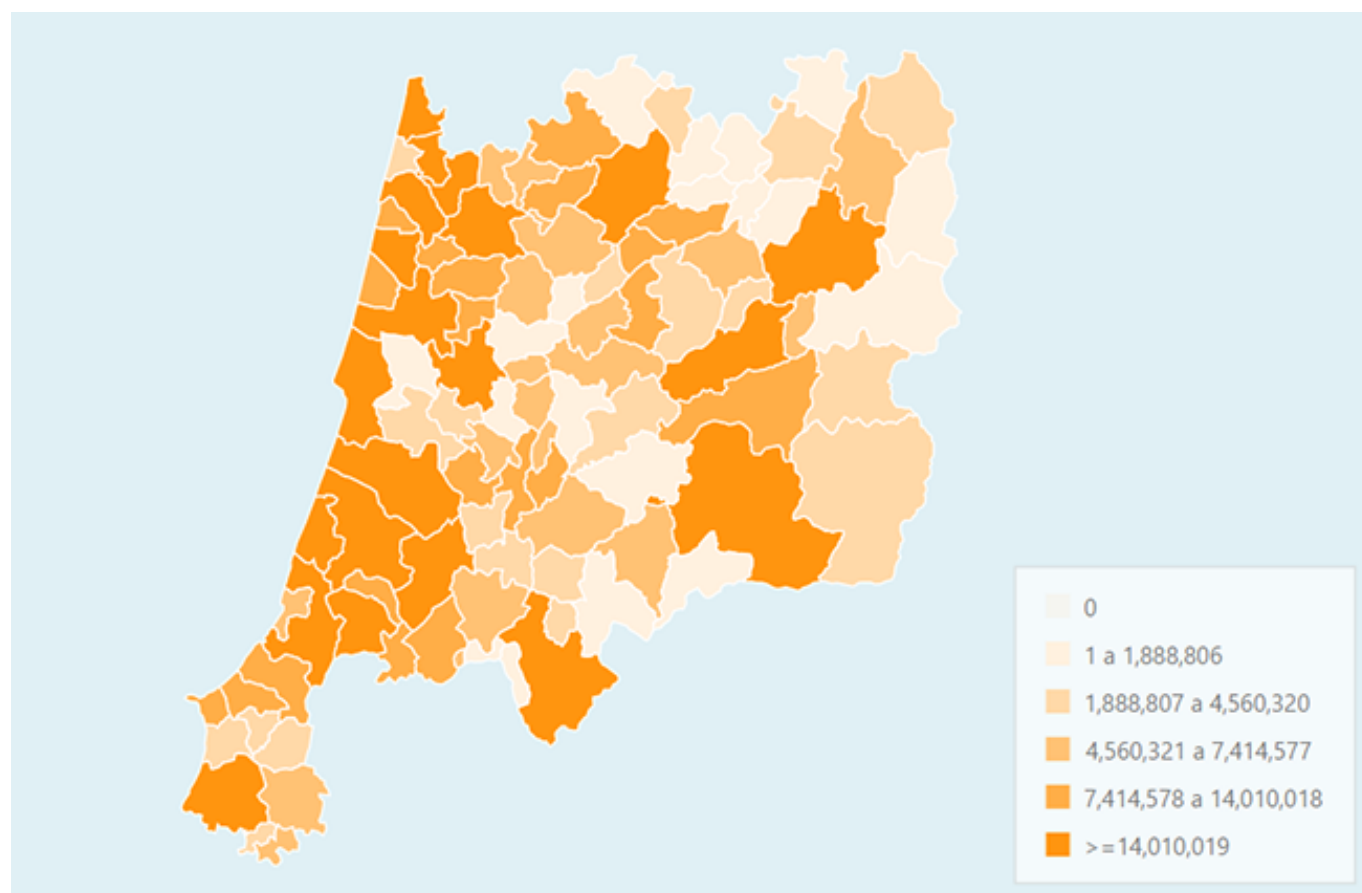 0
1 a 1,888,806
1,888,807 a 4,560,320
4,560,321 a 7,414,577
7,414,578 a 14,010,018
>=14,010,019